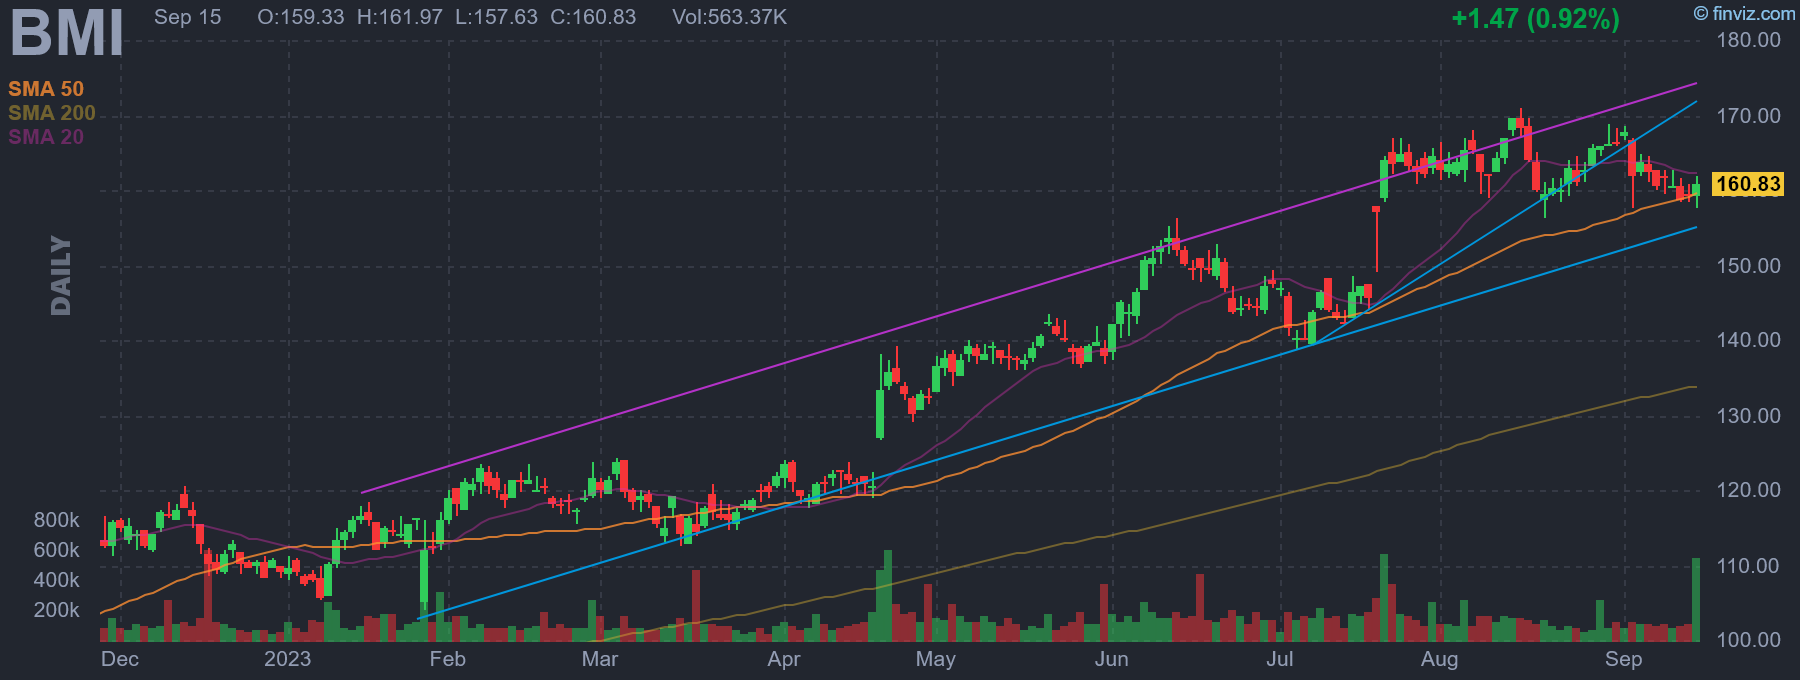 BMI Sep 15 O:159.33 H:161.97 L:157.63 C:160.83 Vol:563.37K +1.47 (0.92%) © finviz.com
SMA 50
SMA 200
SMA 20
DAILY
180.00
170.00
160.83
150.00
140.00
130.00
120.00
110.00
100.00
800k
600k
400k
200k
Dec 2023 Feb Mar Apr May Jun Jul Aug Sep